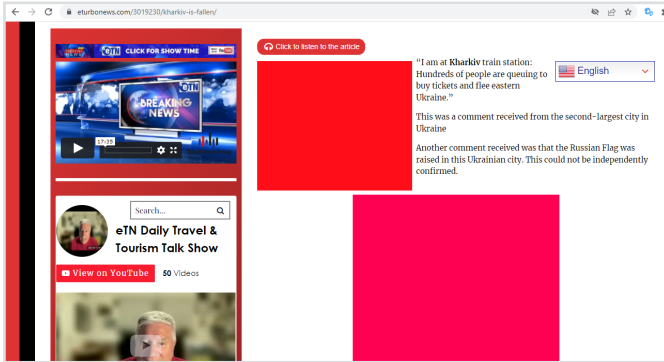 eturbonews.com/3019230/kharkiv-is-fallen/
eTN CLICK FOR SHOW TIME
eTN
BREAKING
NEWS
17:35
Search...
eTN Daily Travel &
Tourism Talk Show
View on YouTube 50 Videos
Click to listen to the article
“I am at Kharkiv train station:
Hundreds of people are queuing to
buy tickets and flee eastern
Ukraine.”
English
This was a comment received from the second-largest city in
Ukraine
Another comment received was that the Russian Flag was
raised in this Ukrainian city. This could not be independently
confirmed.